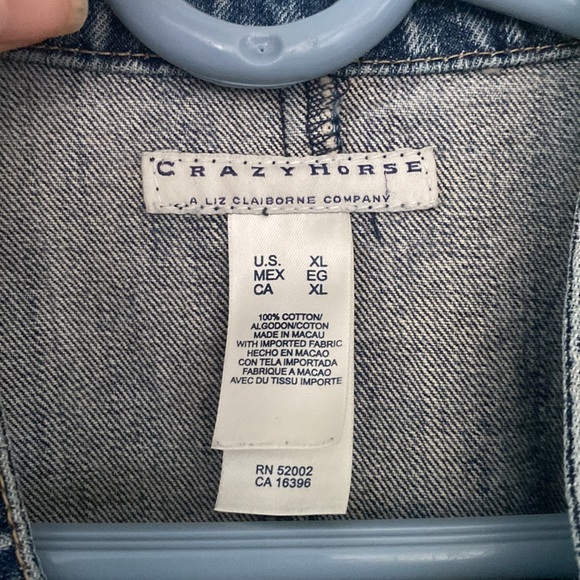 CRAZY HORSE
A LIZ CLAIBORNE COMPANY
U.S. XL
MEX EG
CA XL
100% COTTON/
ALGODON/COTON
MADE IN MACAU
WITH IMPORTED FABRIC
HECHO EN MACAO
CON TELA IMPORTADA
FABRIQUE A MACAO
AVEC DU TISSU IMPORTE
RN 52002
CA 16396